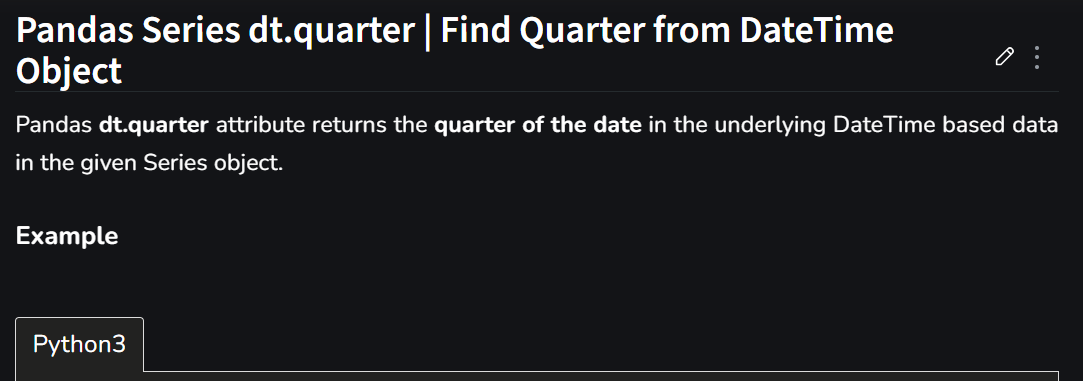 Pandas Series dt.quarter | Find Quarter from DateTime
Object
Pandas dt.quarter attribute returns the quarter of the date in the underlying DateTime based data
in the given Series object.
Example
Python3